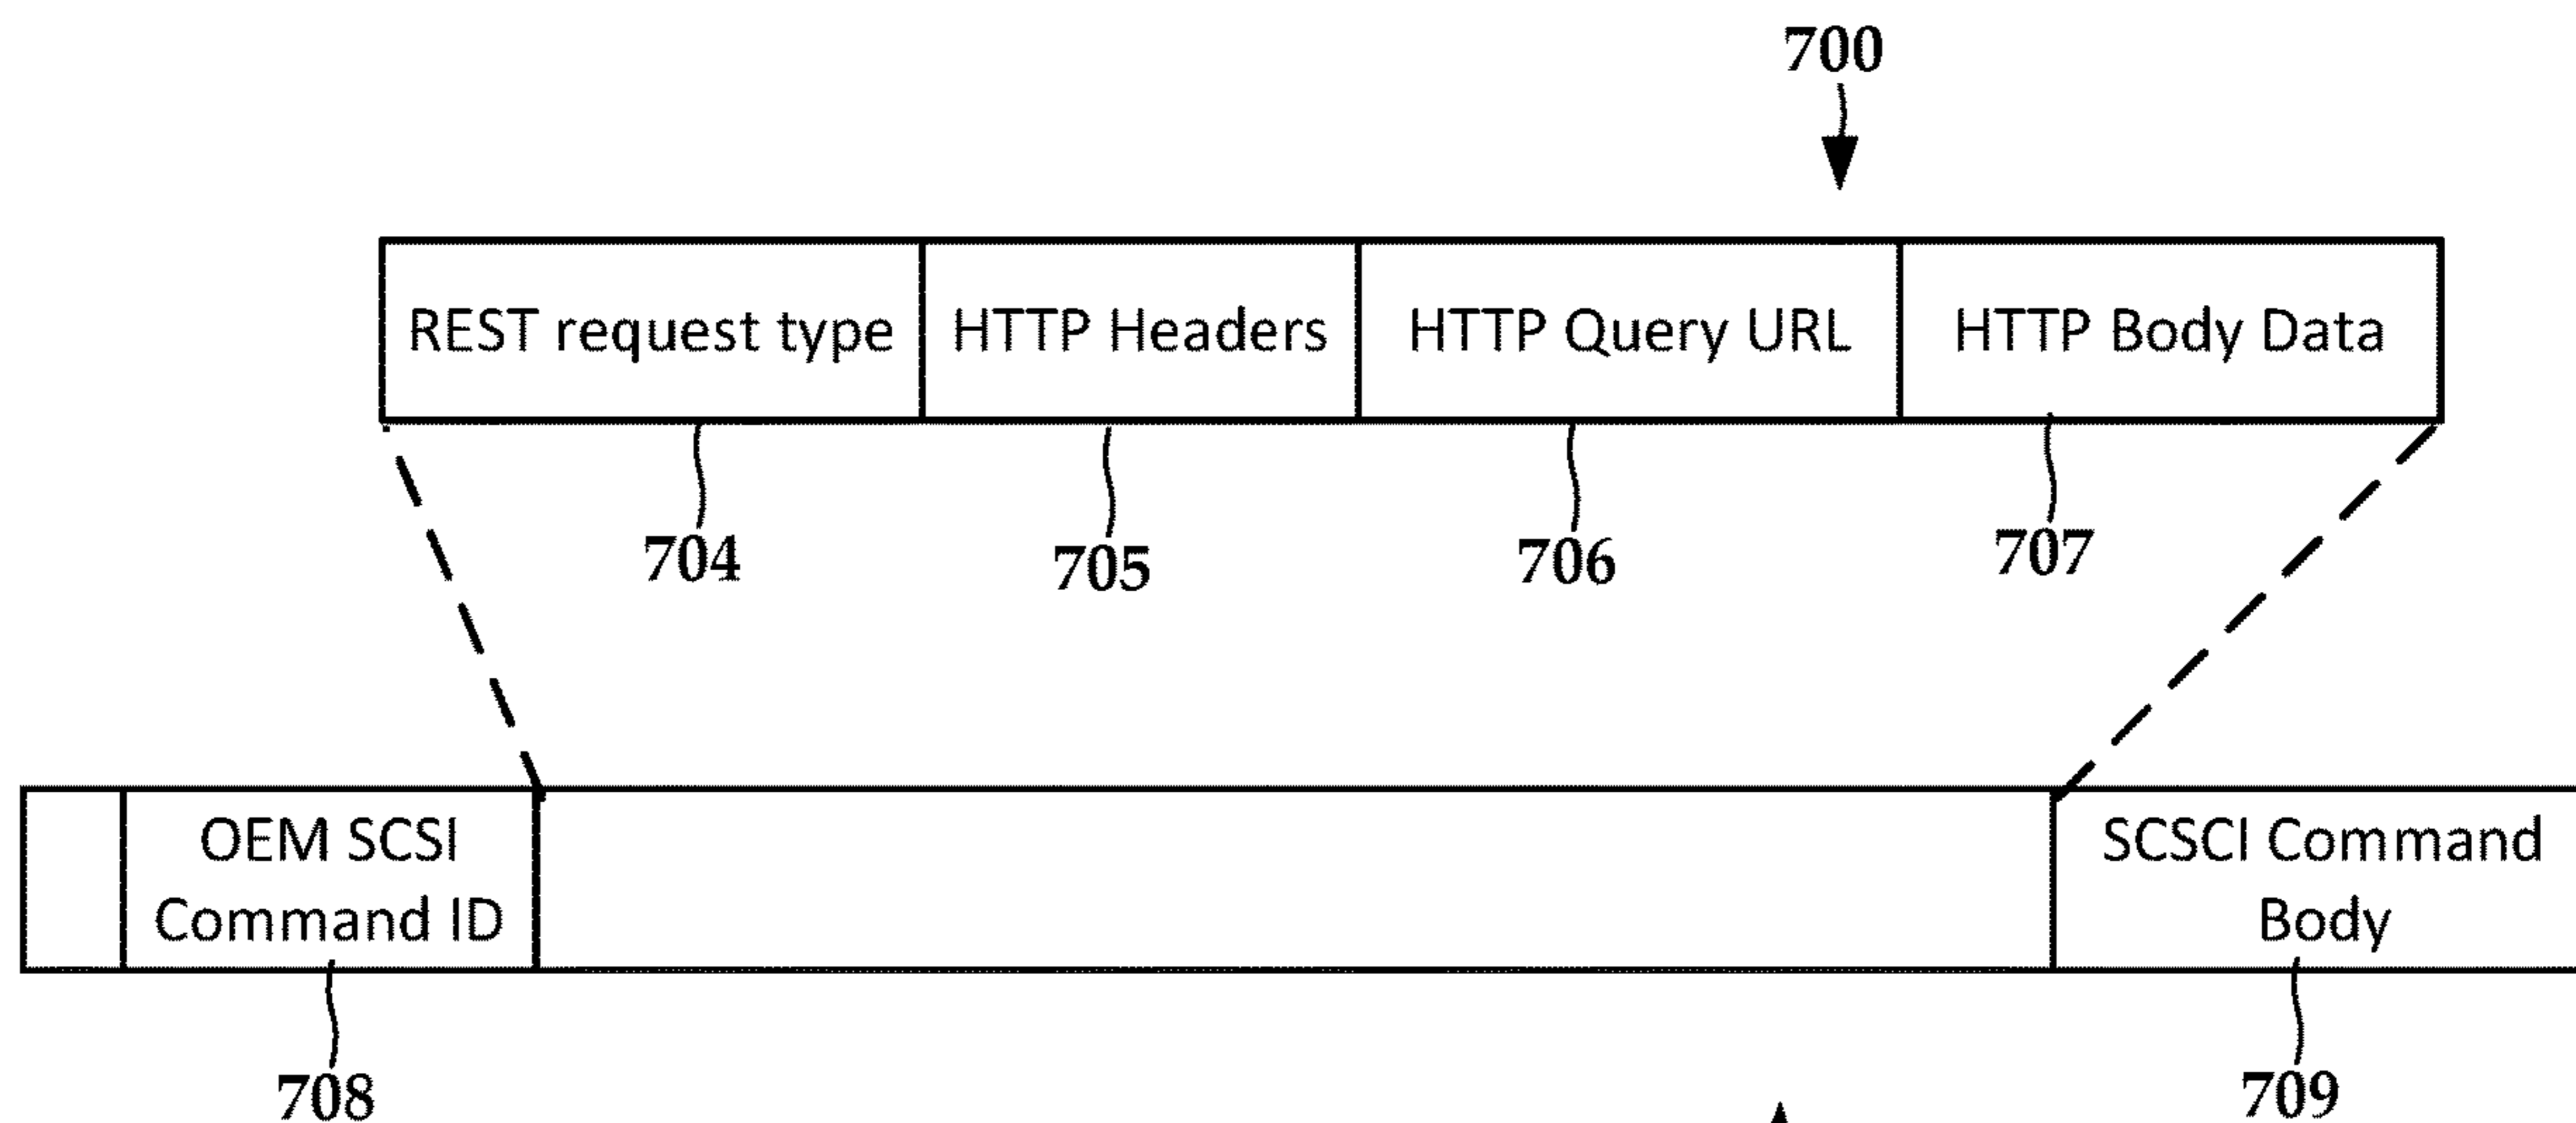 700
REST request type
HTTP Headers
HTTP Query URL
HTTP Body Data
704
705
706
707
OEM SCSI
Command ID
SCSCI Command
Body
708
709